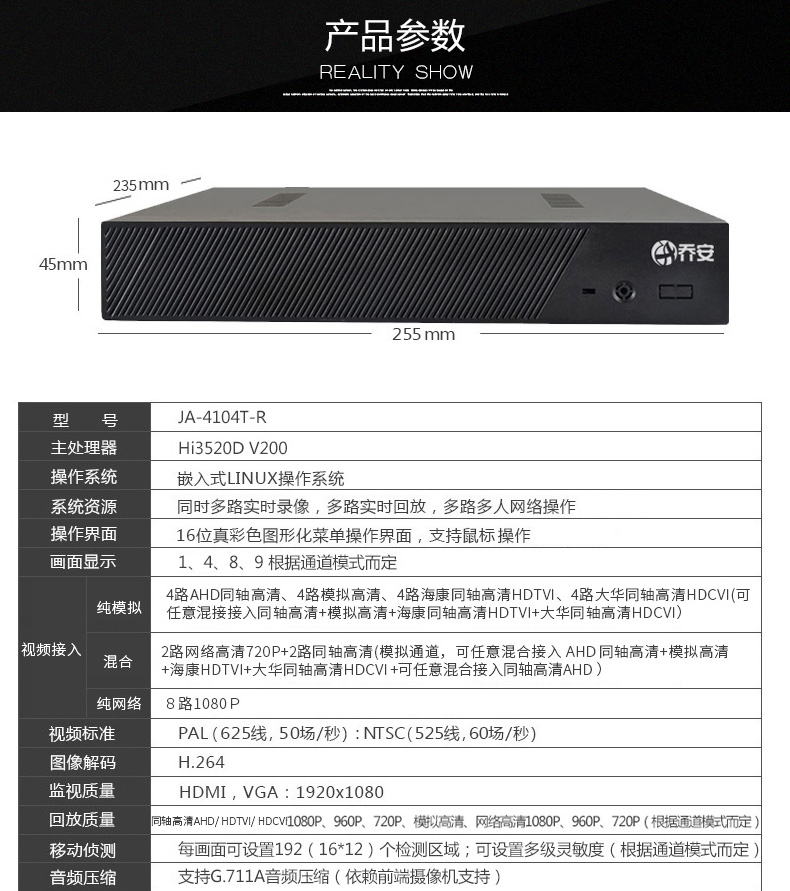 产品参数
REALITY SHOW
235mm
45mm
乔安
255mm
型 号 JA-4104T-R
主处理器 Hi3520D V200
操作系统 嵌入式LINUX操作系统
系统资源 同时多路实时录像，多路实时回放，多路多人网络操作
操作界面 16位真彩色图形化菜单操作界面，支持鼠标操作
画面显示 1、4、8、9 根据通道模式而定
视频接入
纯模拟
4路AHD同轴高清、4路模拟高清、4路海康同轴高清HDTVI、4路大华同轴高清HDCVI(可
任意混接接入同轴高清+模拟高清+海康同轴高清HDTVI+大华同轴高清HDCVI）
混合
2路网络高清720P+2路同轴高清(模拟通道，可任意混合接入 AHD同轴高清+模拟高清
+海康HDTVI+大华同轴高清HDCVI+可任意混合接入同轴高清AHD）
纯网络 8路1080P
视频标准 PAL（625线, 50场/秒）: NTSC(525线,60场/秒)
图像解码 H.264
监视质量 HDMI，VGA：1920x1080
回放质量 同轴高清AHD/ HDTVI/ HDCVI1080P、960P、720P、模拟高清、网络高清1080P、960P、720P（根据通道模式而定）
移动侦测 每画面可设置192（16*12）个检测区域；可设置多级灵敏度（根据通道模式而定）
音频压缩 支持G.711A音频压缩（依赖前端摄像机支持）